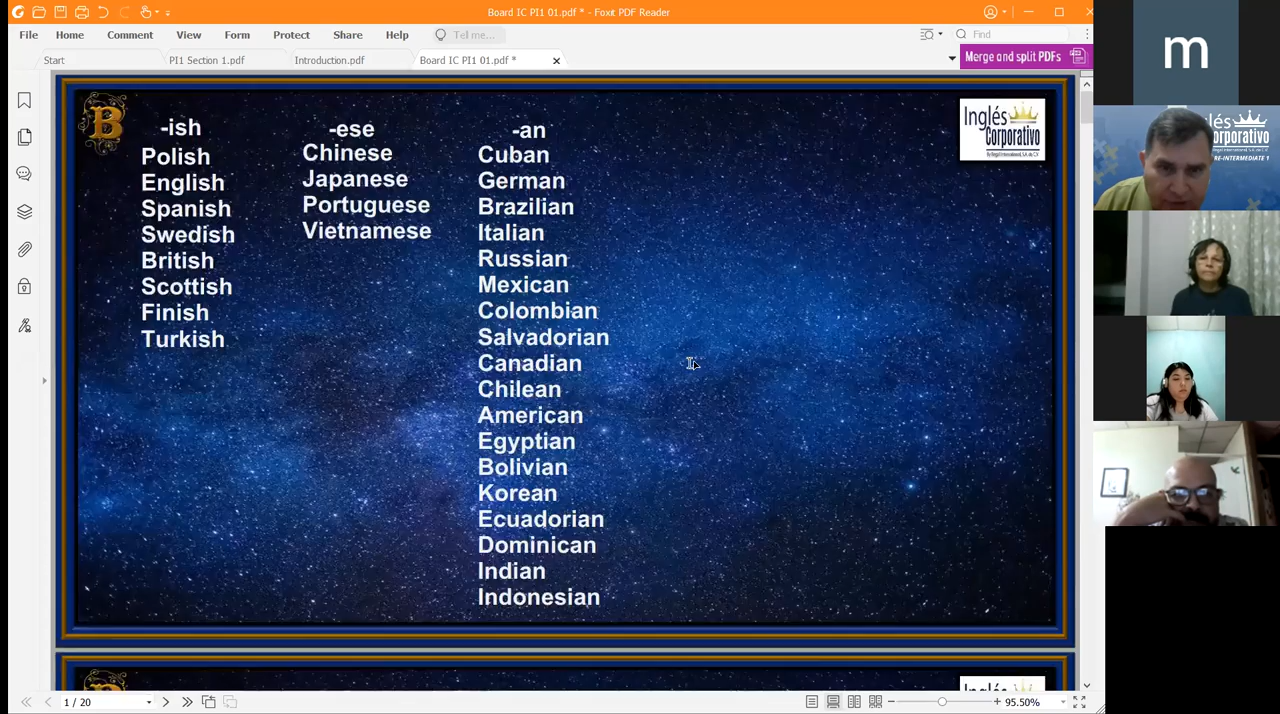 Board IC PI1 01.pdf * - Foxit PDF Reader
File Home Comment View Form Protect Share Help Tell me... Find
Start PI1 Section 1.pdf Introduction.pdf Board IC PI1 01.pdf * Merge and split PDFs
B
-ish
Polish
English
Spanish
Swedish
British
Scottish
Finish
Turkish
-ese
Chinese
Japanese
Portuguese
Vietnamese
-an
Cuban
German
Brazilian
Italian
Russian
Mexican
Colombian
Salvadorian
Canadian
Chilean
American
Egyptian
Bolivian
Korean
Ecuadorian
Dominican
Indian
Indonesian
Inglés
Corporativo
m
Inglés
Corporativo
RE-INTERMEDIATE 1
Inglés
1 / 20
95.50%